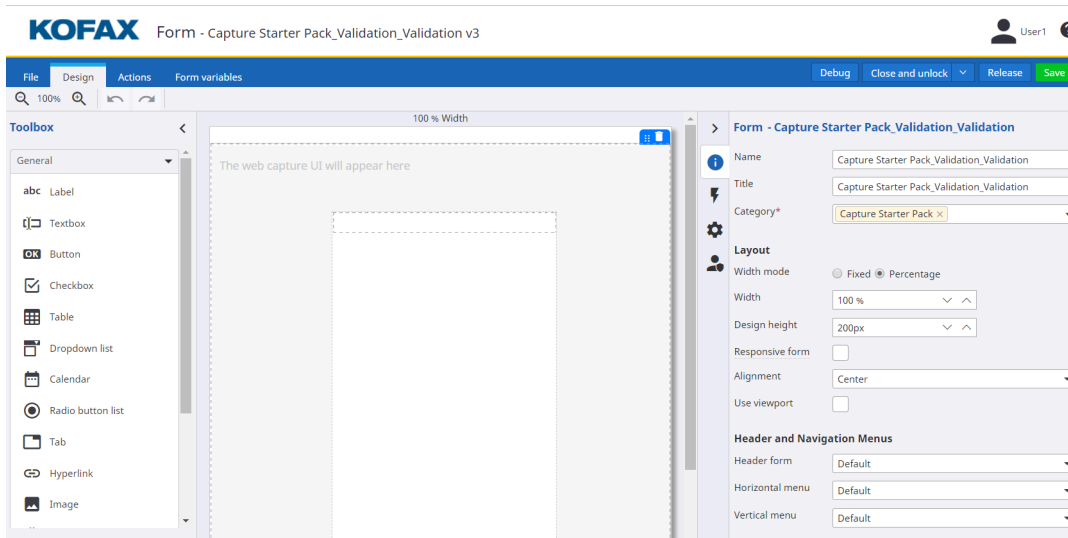 KOFAX Form - Capture Starter Pack_Validation_Validation v3
User1
File Design Actions Form variables
Debug Close and unlock Release Save
100%
Toolbox
General
abc Label
Textbox
OK Button
Checkbox
Table
Dropdown list
Calendar
Radio button list
Tab
Hyperlink
Image
100 % Width
The web capture UI will appear here
Form - Capture Starter Pack_Validation_Validation
Name Capture Starter Pack_Validation_Validation
Title Capture Starter Pack_Validation_Validation
Category* Capture Starter Pack ×
Layout
Width mode Fixed Percentage
Width 100 %
Design height 200px
Responsive form
Alignment Center
Use viewport
Header and Navigation Menus
Header form Default
Horizontal menu Default
Vertical menu Default